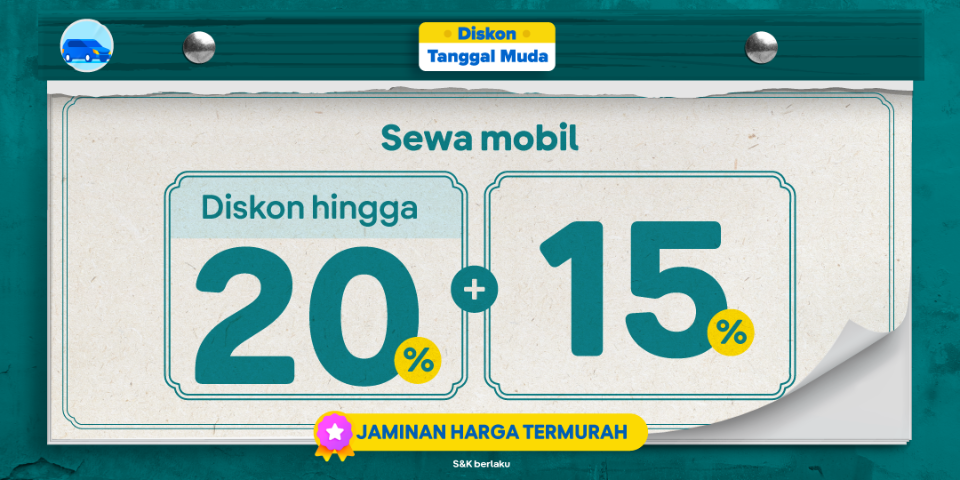 Diskon
Tanggal Muda
Sewa mobil
Diskon hingga
20%
+
15%
JAMINAN HARGA TERMURAH
S&K berlaku